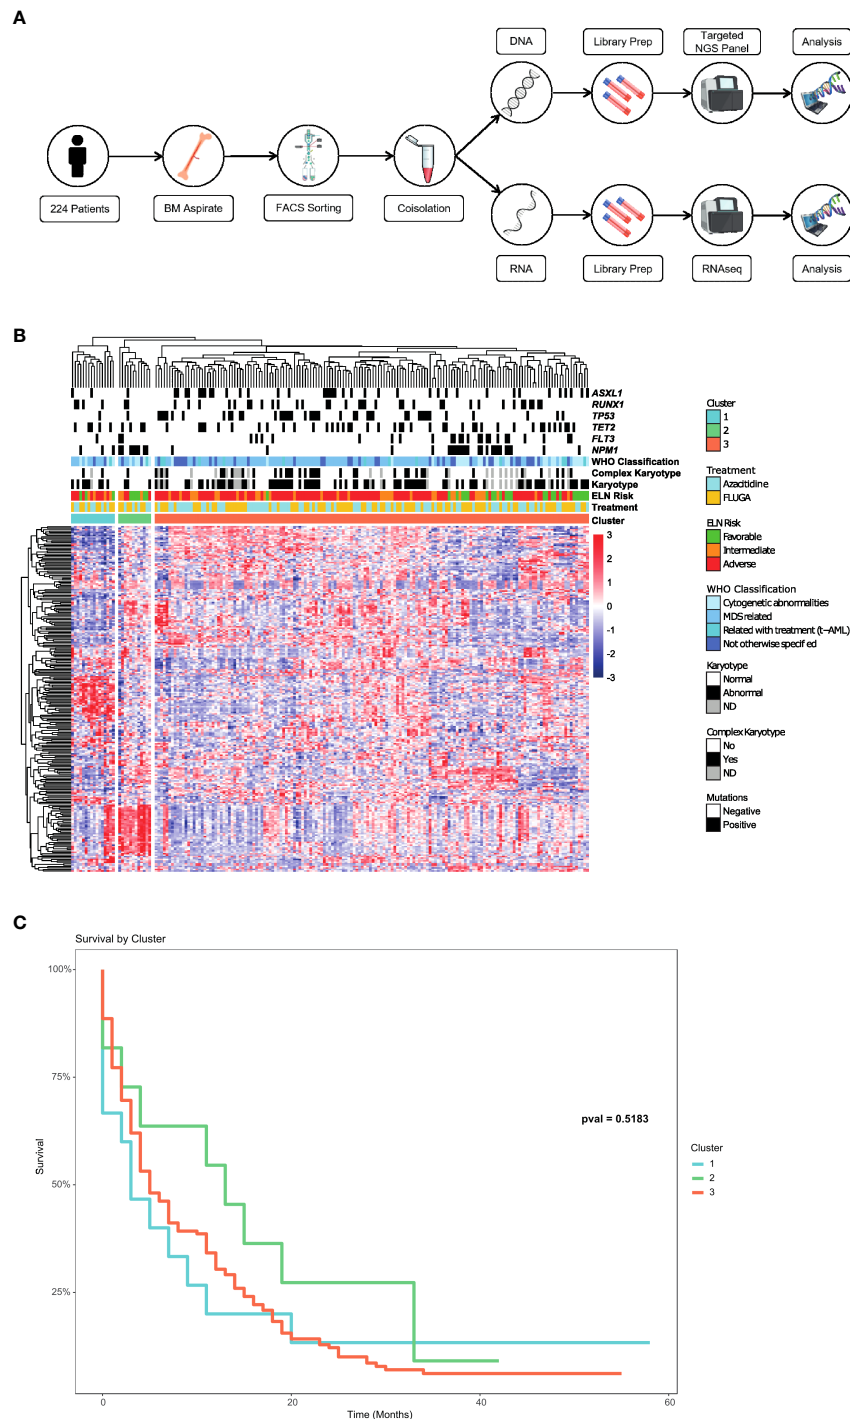 A
DNA
Library Prep
Targeted
NGS Panel
Analysis
224 Patients
BM Aspirate
FACS Sorting
Coisolation
RNA
Library Prep
RNAseq
Analysis
B
ASXL1
RUNX1
TP53
TET2
FLT3
NPM1
WHO Classification
Complex Karyotype
Karyotype
ELN Risk
Treatment
Cluster
3
2
1
0
-1
-2
-3
Cluster
1
2
3
Treatment
Azacitidine
FLUGA
ELN Risk
Favorable
Intermediate
Adverse
WHO Classification
Cytogenetic abnormalities
MDS related
Related with treatment (t-AML)
Not otherwise specif ed
Karyotype
Normal
Abnormal
ND
Complex Karyotype
No
Yes
ND
Mutations
Negative
Positive
C
Survival by Cluster
100%
75%
50%
25%
Survival
pval = 0.5183
Cluster
1
2
3
0
20
40
60
Time (Months)